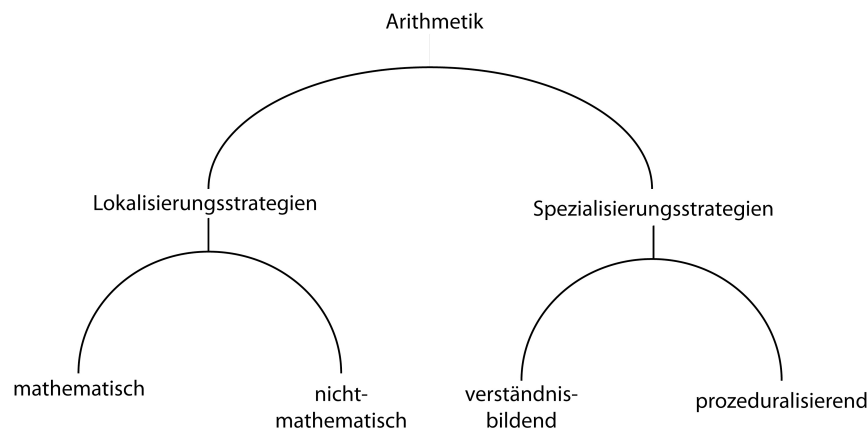 Arithmetik
Lokalisierungsstrategien
Spezialisierungsstrategien
mathematisch
nicht-
mathematisch
verständnis-
bildend
prozeduralisierend